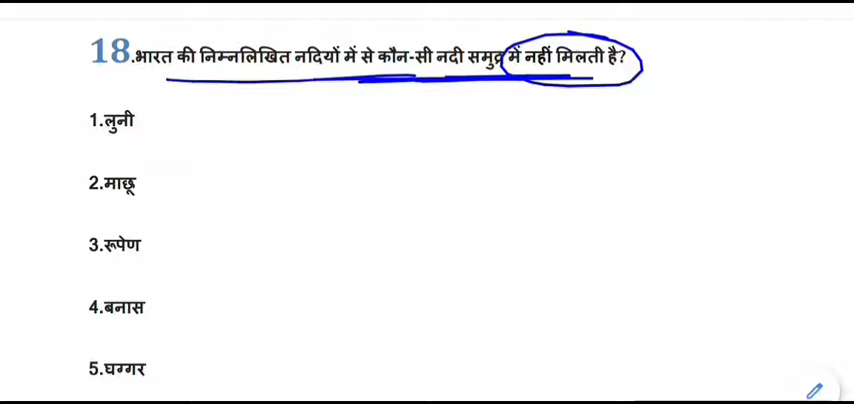 18.भारत की निम्नलिखित नदियों में से कौन-सी नदी समुद्र में नहीं मिलती है?
1.लुनी
2.माछू
3.रूपेण
4.बनास
5.घग्गर